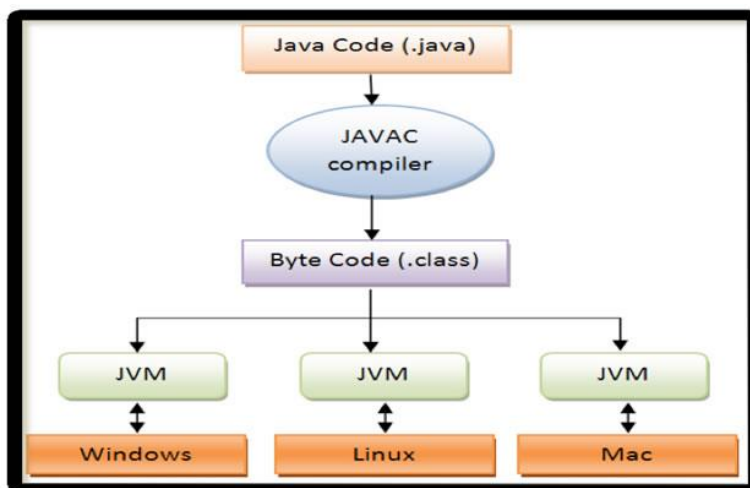 Java Code (.java)
JAVAC
compiler
Byte Code (.class)
JVM
JVM
JVM
Windows
Linux
Mac